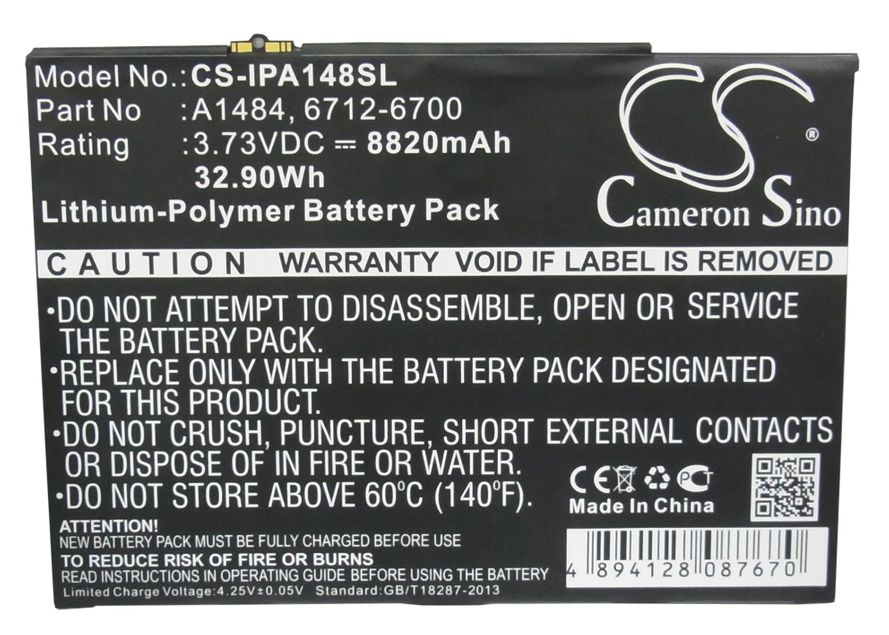 Model No.:CS-IPA148SL
Part No :A1484, 6712-6700
Rating :3.73VDC ⎓ 8820mAh
32.90Wh
Lithium-Polymer Battery Pack
Cameron Sino
®
CAUTION WARRANTY VOID IF LABEL IS REMOVED
•DO NOT ATTEMPT TO DISASSEMBLE, OPEN OR SERVICE
THE BATTERY PACK.
•REPLACE ONLY WITH THE BATTERY PACK DESIGNATED
FOR THIS PRODUCT.
•DO NOT CRUSH, PUNCTURE, SHORT EXTERNAL CONTACTS
OR DISPOSE OF IN FIRE OR WATER.
•DO NOT STORE ABOVE 60°C (140°F).
CE PCT
Made In China
ATTENTION!
NEW BATTERY PACK MUST BE FULLY CHARGED BEFORE USE
TO REDUCE RISK OF FIRE OR BURNS
READ INSTRUCTIONS IN OPERATING GUIDE BEFORE USING THE BATTERY
Limited Charge Voltage:4.25V±0.05V Standard:GB/T18287-2013
4 894128 087670